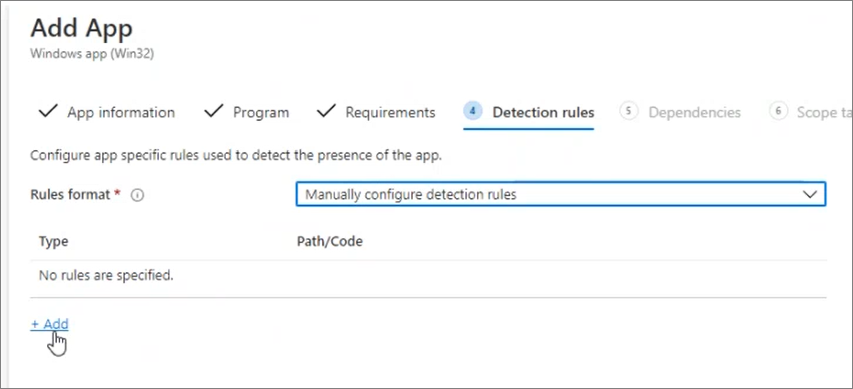 Add App
Windows app (Win32)
App information Program Requirements 4 Detection rules 5 Dependencies 6 Scope ta
Configure app specific rules used to detect the presence of the app.
Rules format * Manually configure detection rules
Type Path/Code
No rules are specified.
+ Add